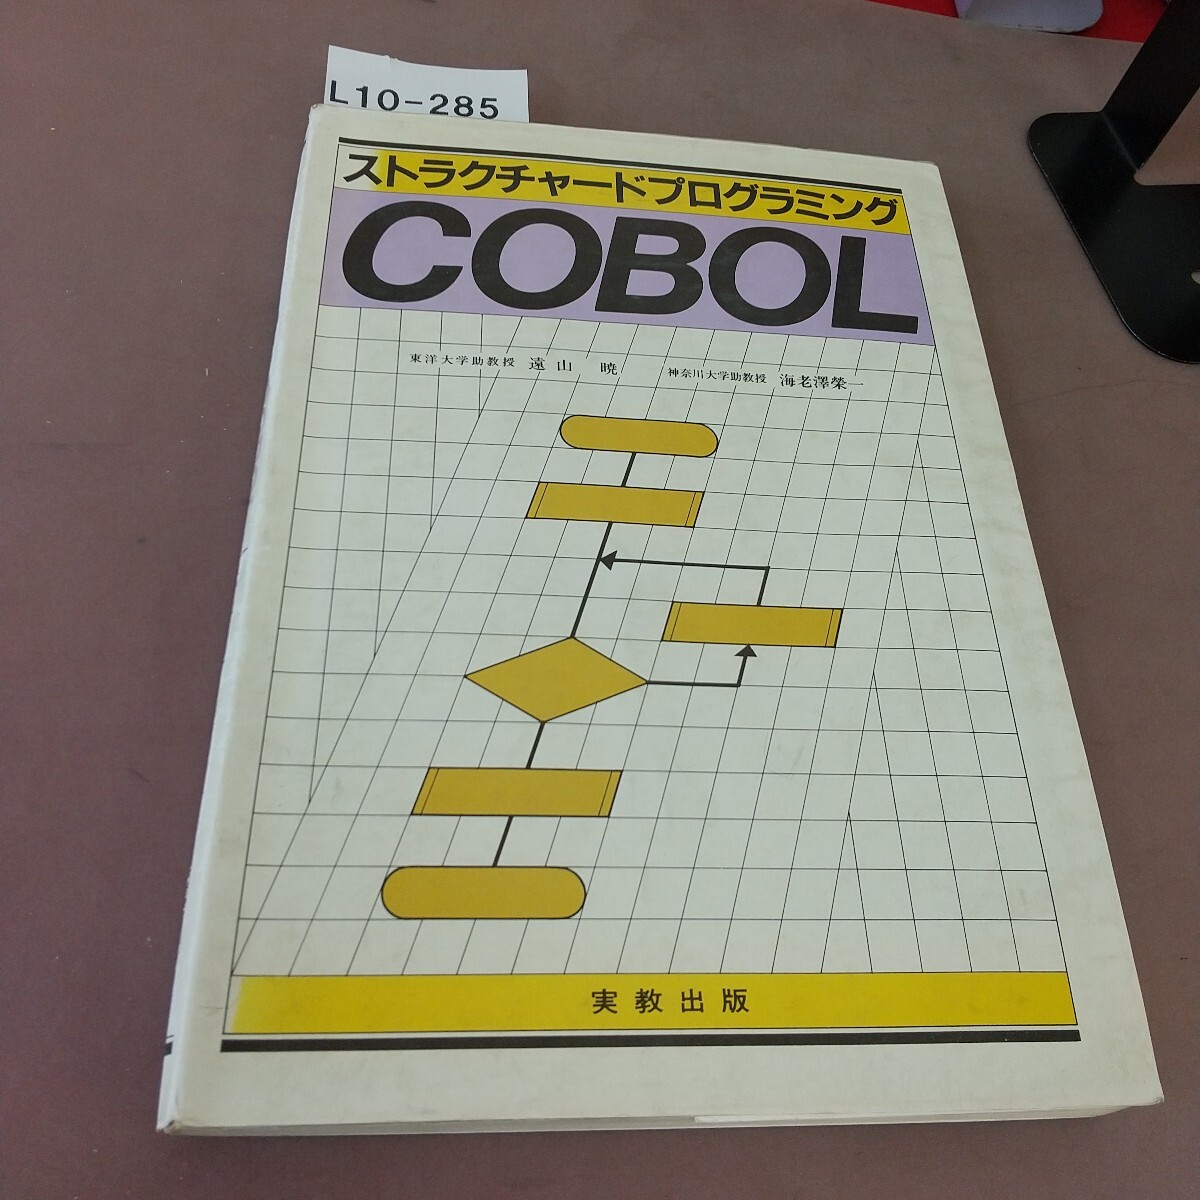 L10-285
ストラクチャードプログラミング
COBOL
東洋大学助教授 遠山 暁 神奈川大学助教授 海老澤榮一
実教出版